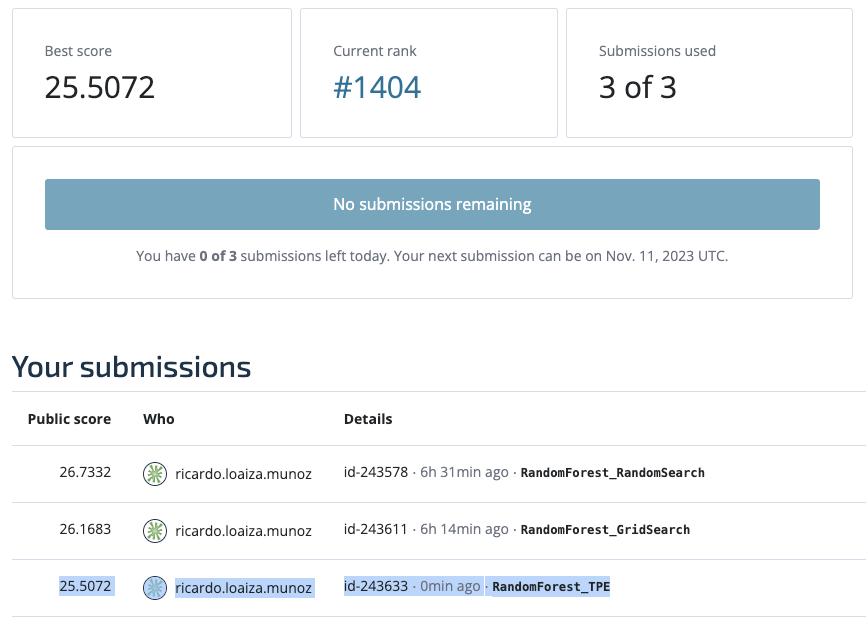 Best score
25.5072
Current rank
#1404
Submissions used
3 of 3
No submissions remaining
You have 0 of 3 submissions left today. Your next submission can be on Nov. 11, 2023 UTC.
Your submissions
Public score Who Details
26.7332 ricardo.loaiza.munoz id-243578 · 6h 31min ago · RandomForest_RandomSearch
26.1683 ricardo.loaiza.munoz id-243611 · 6h 14min ago · RandomForest_GridSearch
25.5072 ricardo.loaiza.munoz id-243633 · 0min ago · RandomForest_TPE